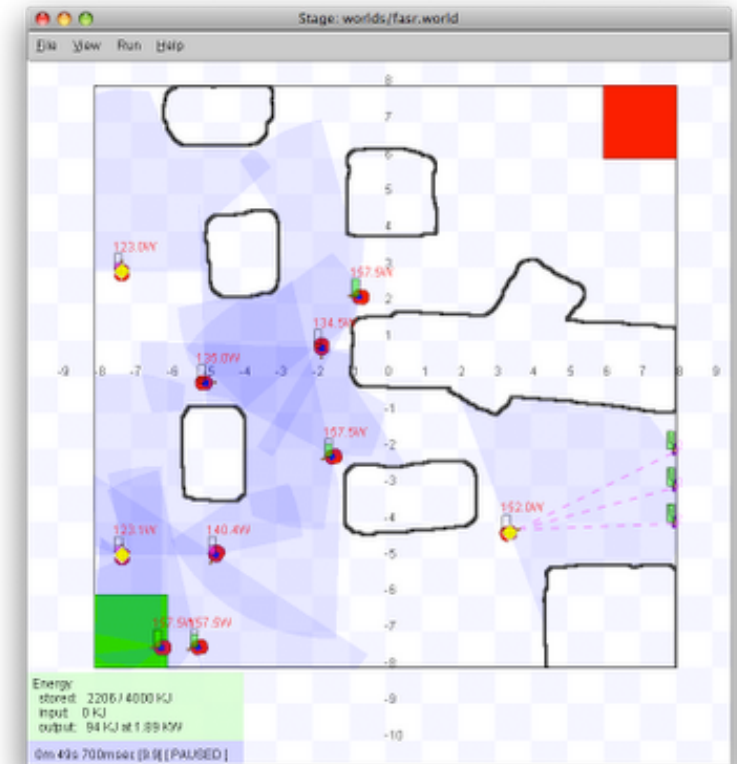 Stage: worlds/fasr.world
File View Run Help
8
7
6
5
4
3
2
1
-9 -8 -7 -6 -5 -4 -3 -2 -1 0 1 2 3 4 5 6 7 8 9
-1
-2
-3
-4
-5
-6
-7
-8
-9
-10
123.0W
157.5W
134.5W
135.0W
157.5W
152.0W
123.1W 140.4W
157.5W 157.5W
Energy
stored: 2206 / 4000 KJ
input: 0 KJ
output: 94 KJ at 1.89 KW
0m 49s 700msec [9.9] [ PAUSED ]